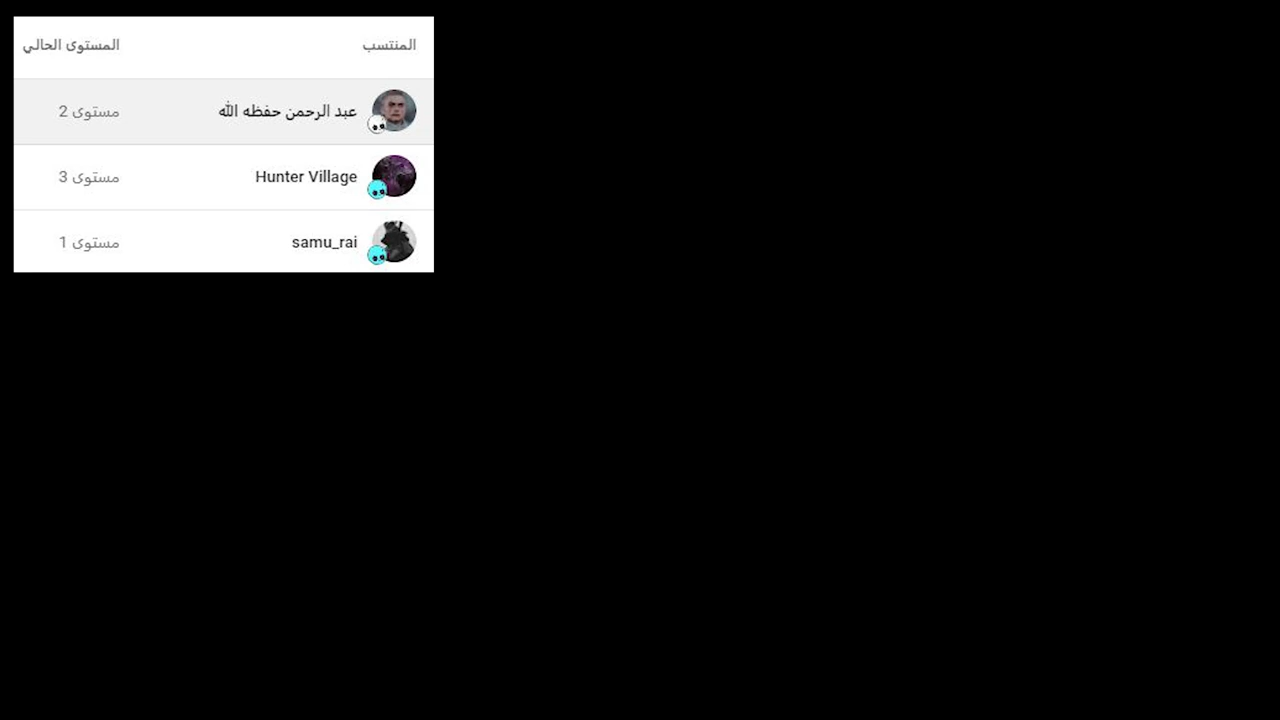 المنتسب المستوى الحالي
عبد الرحمن حفظه الله مستوى 2
Hunter Village مستوى 3
samu_rai مستوى 1